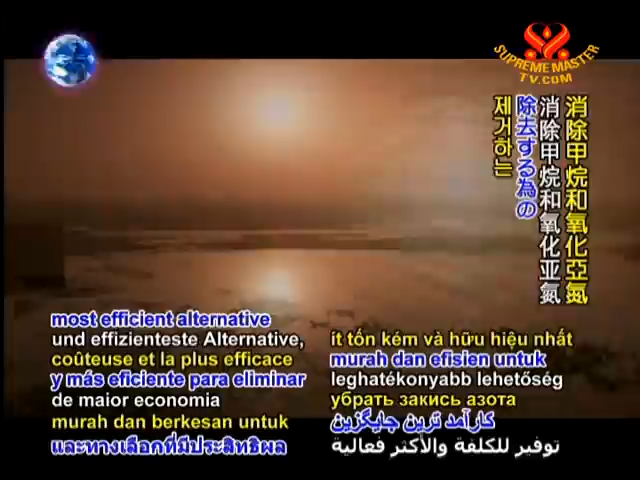 SUPREME MASTER
TV.COM
消除甲烷和氧化亞氮
消除甲烷和氧化亚氮
除去する為の
제거하는
most efficient alternative
und effizienteste Alternative,
coûteuse et la plus efficace
y más eficiente para eliminar
de maior economia
murah dan berkesan untuk
และทางเลือกที่มีประสิทธิผล
ít tốn kém và hữu hiệu nhất
murah dan efisien untuk
leghatékonyabb lehetőség
убрать закись азота
کارآمد ترین جایگزین
توفير للكلفة والأكثر فعالية